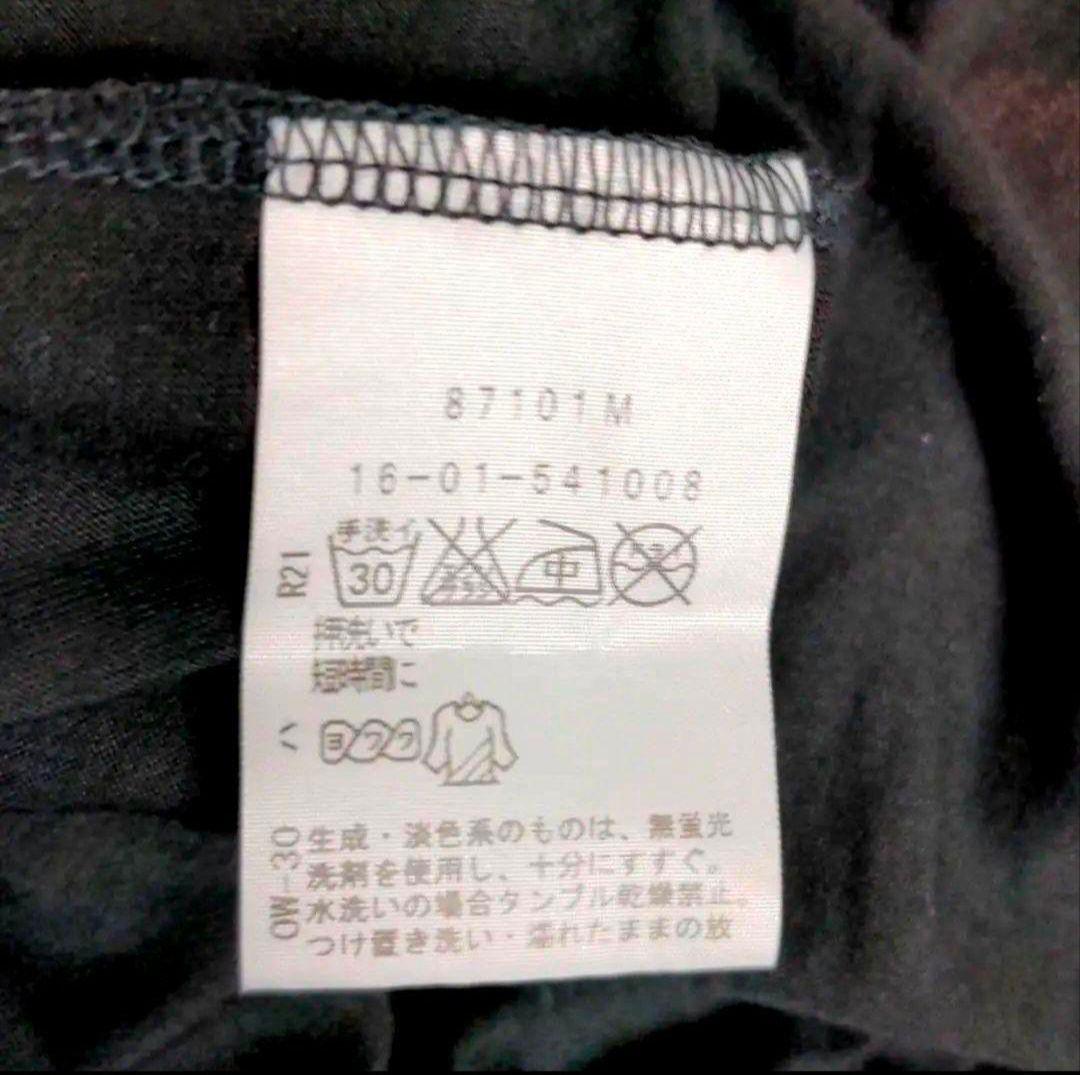 87101M
16-01-541008
手洗イ
30
中
R21
押洗いで
短時間に
ヨワク
ハ
生成・淡色系のものは、無蛍光
洗剤を使用し、十分にすすぐ。
水洗いの場合タンブル乾燥禁止。
つけ置き洗い・濡れたままの放
OW-30